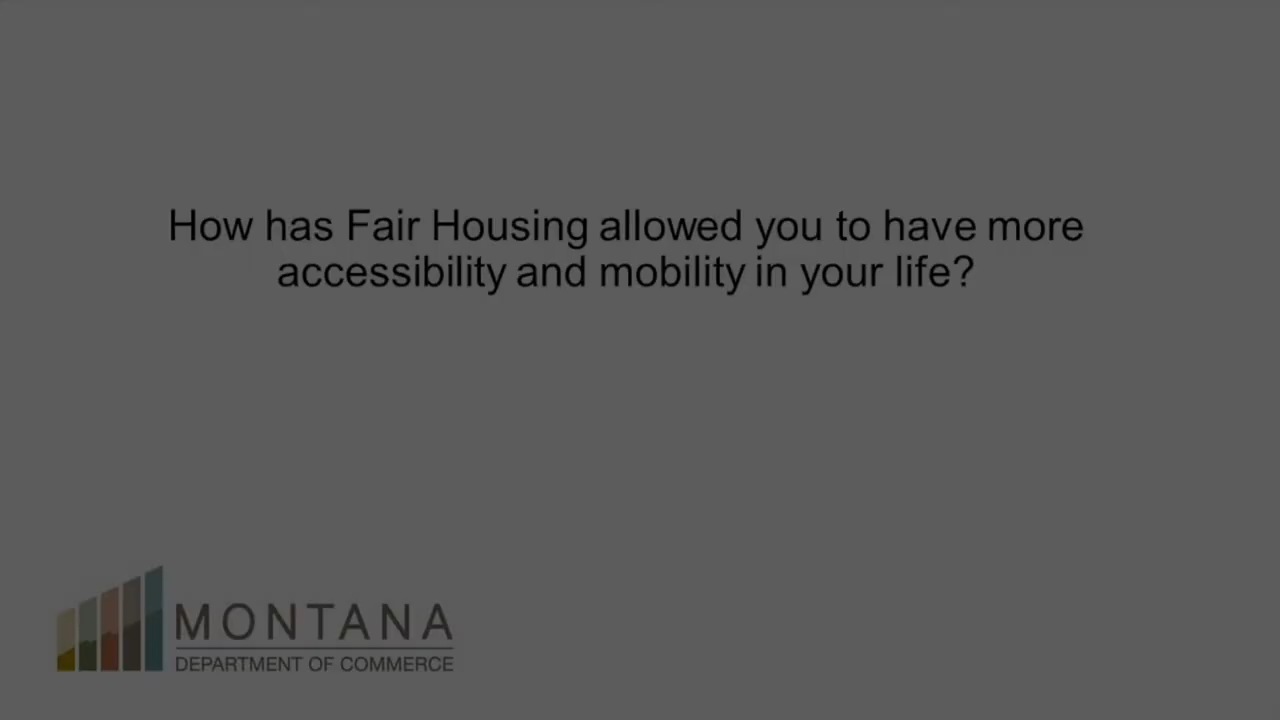 How has Fair Housing allowed you to have more
accessibility and mobility in your life?
MONTANA
DEPARTMENT OF COMMERCE